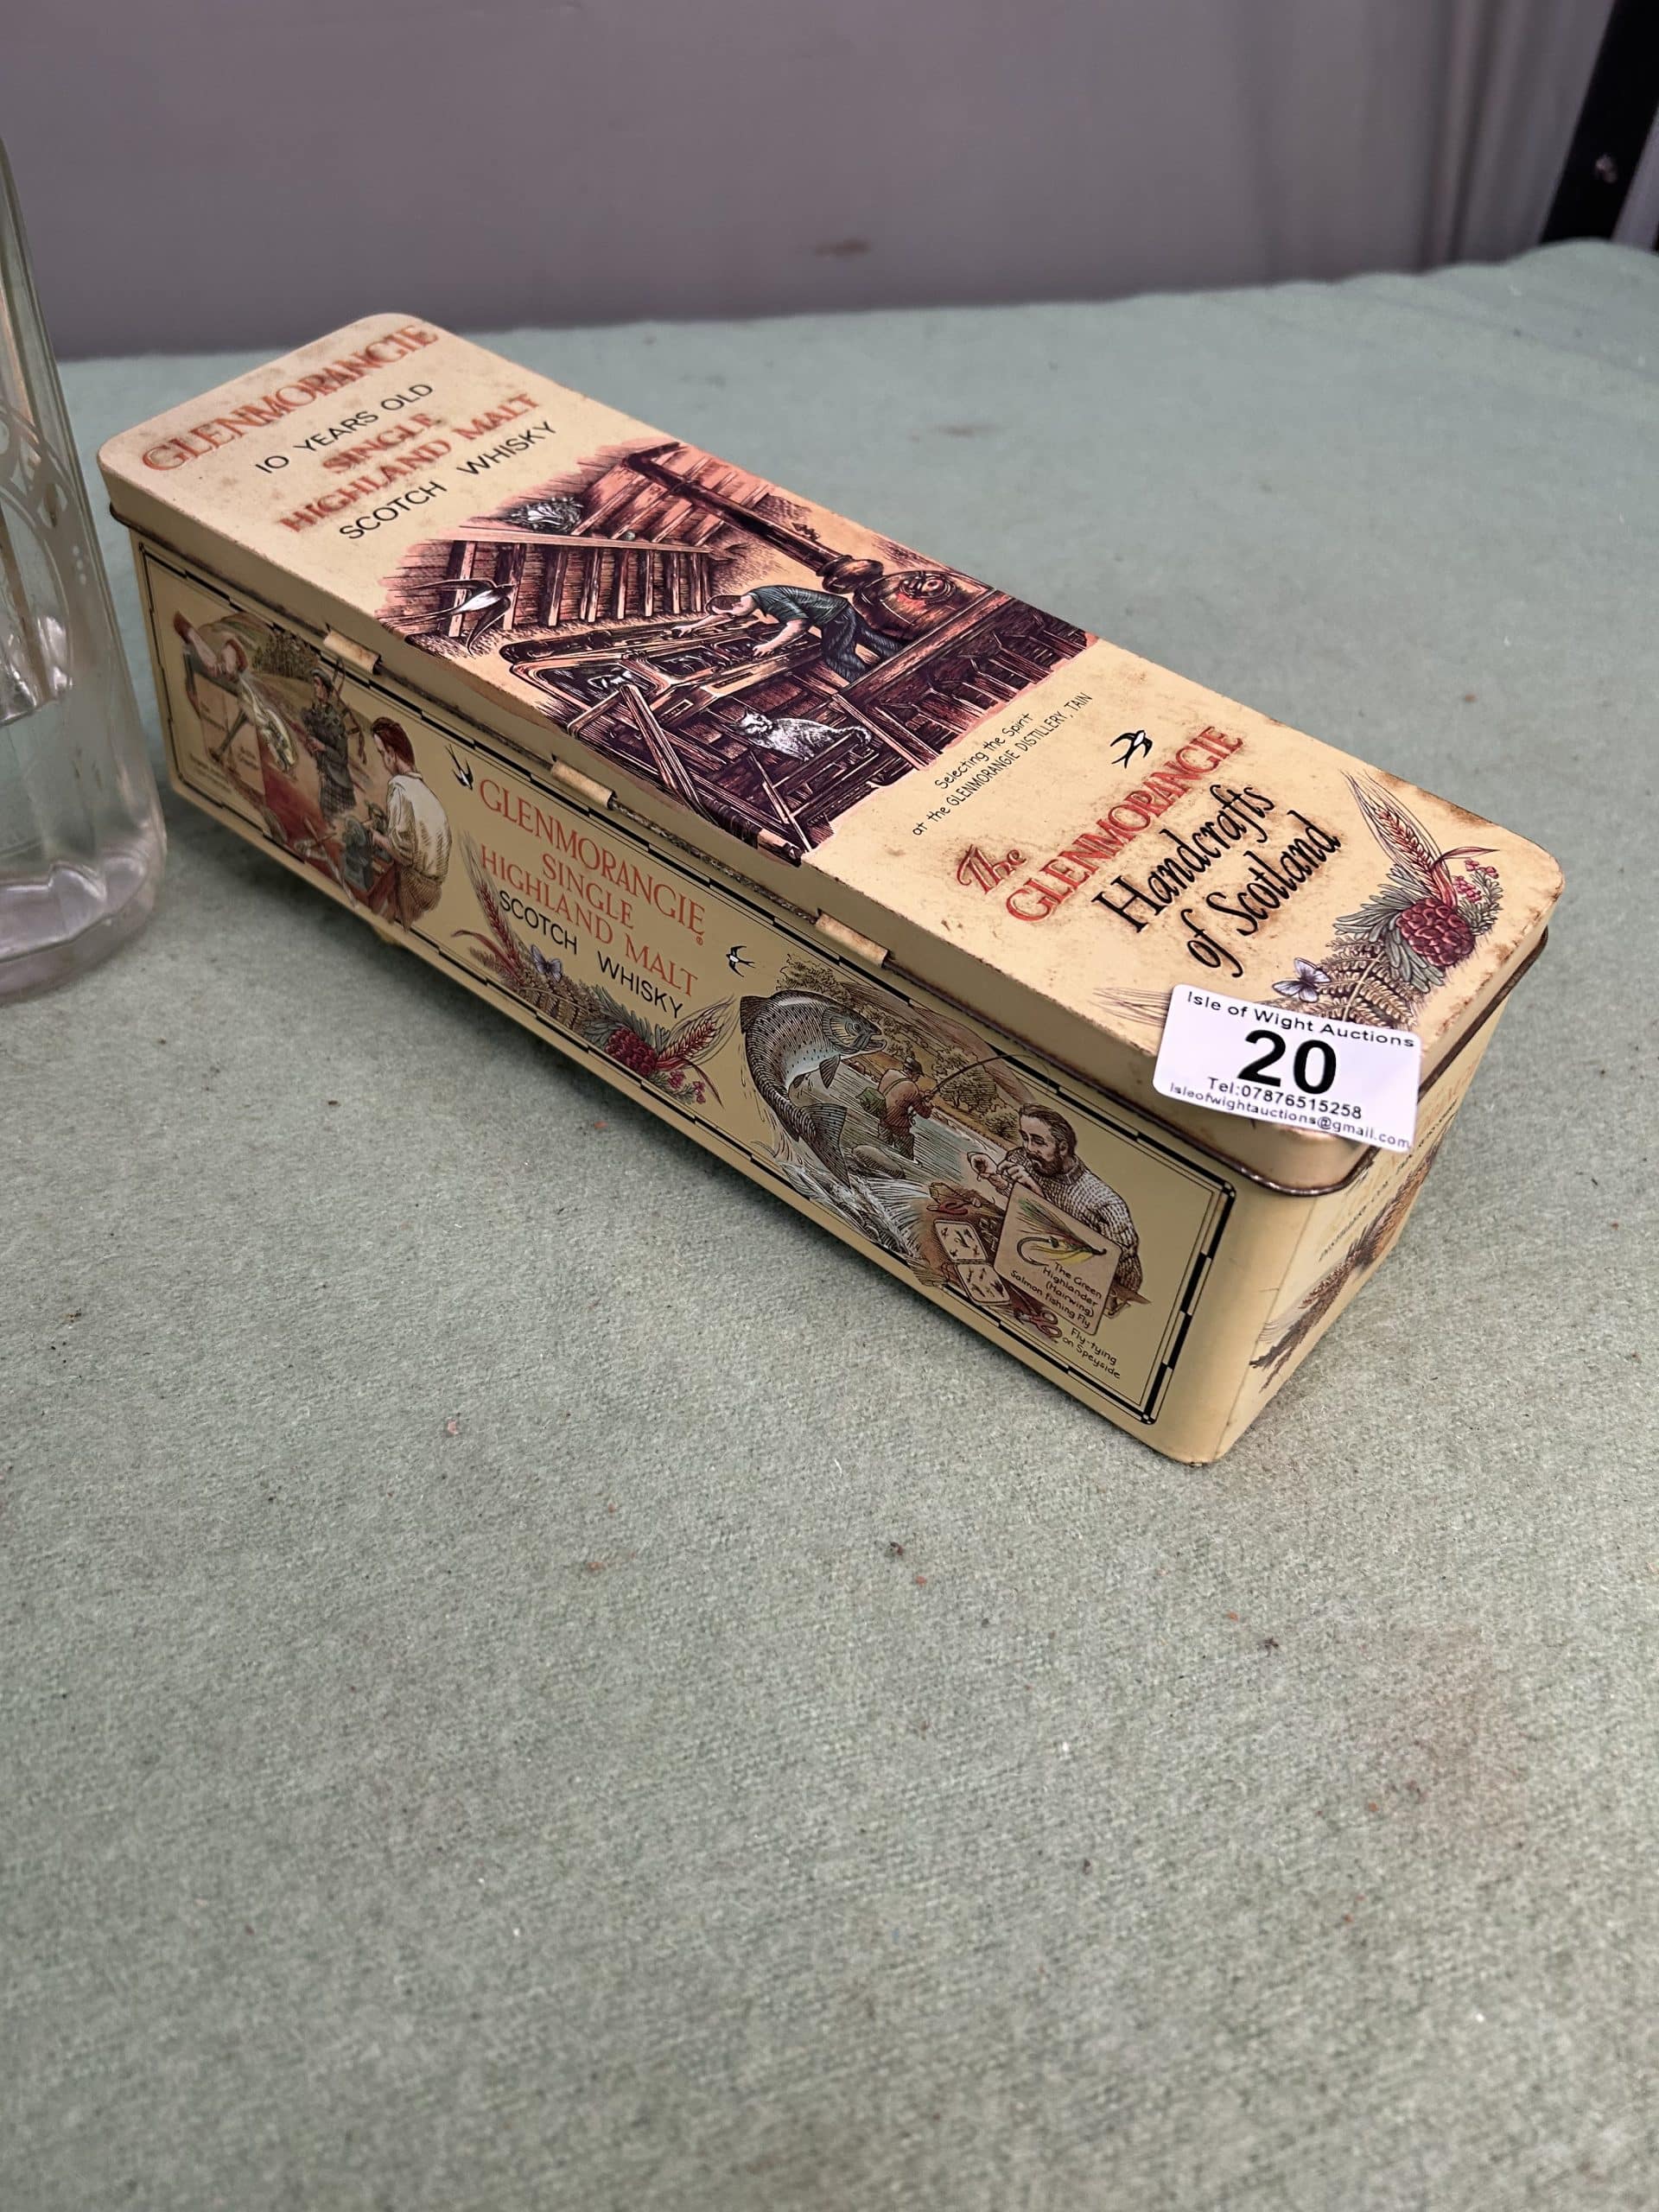 GLENMORANGIE
10 YEARS OLD
SINGLE
HIGHLAND MALT
SCOTCH WHISKY
Selecting the Spirit
at the GLENMORANGIE DISTILLERY, TAIN
The
GLENMORANGIE
Handcrafts
of Scotland
Isle of Wight Auctions
20
Tel:07876515258
Isleofwightauctions@gmail.com
GLENMORANGIE®
SINGLE
HIGHLAND MALT
SCOTCH WHISKY
The Green
Highlander
(Hairwing)
Salmon fishing Fly
Fly-tying
on Speyside